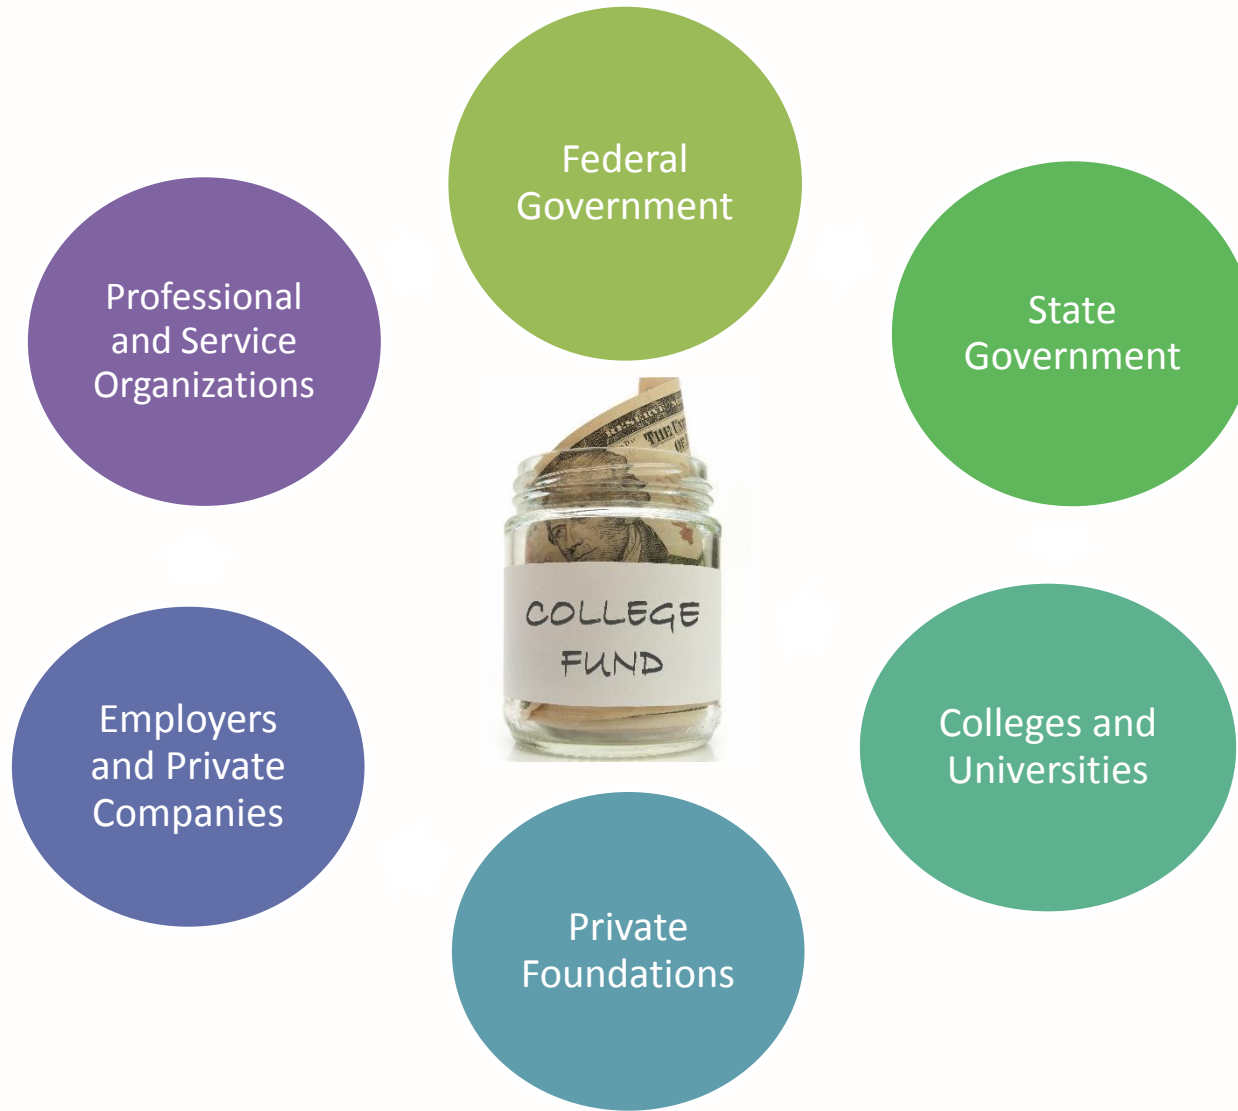 Federal
Government
State
Government
Colleges and
Universities
Private
Foundations
Employers
and Private
Companies
Professional
and Service
Organizations
COLLEGE
FUND